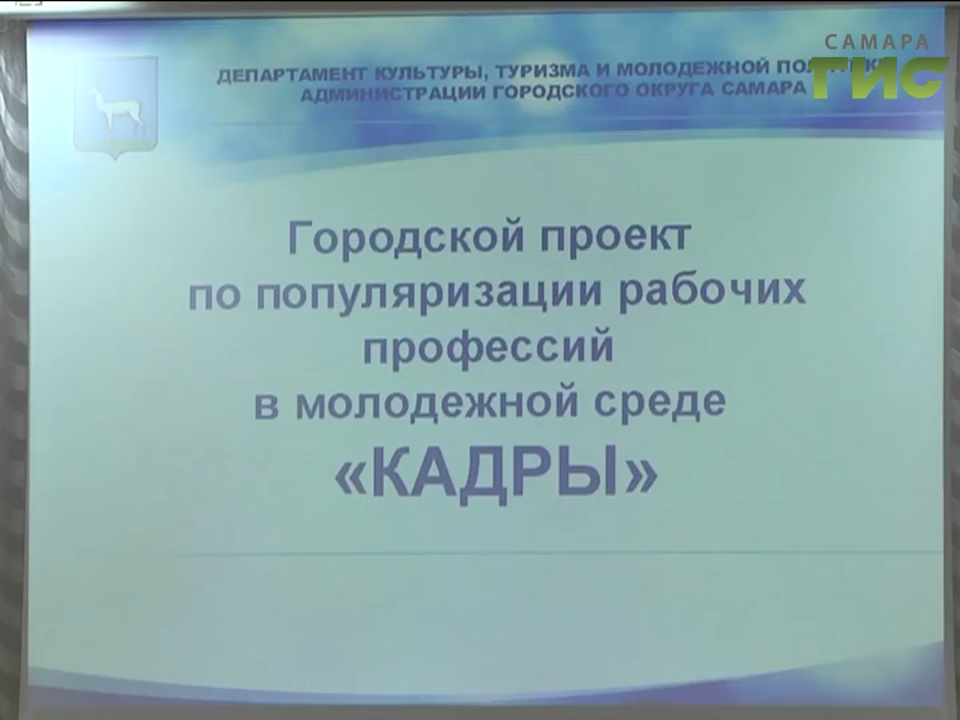 САМАРА
ГИС
ДЕПАРТАМЕНТ КУЛЬТУРЫ, ТУРИЗМА И МОЛОДЕЖНОЙ
АДМИНИСТРАЦИИ ГОРОДСКОГО ОКРУГА САМАРА
Городской проект
по популяризации рабочих
профессий
в молодежной среде
«КАДРЫ»